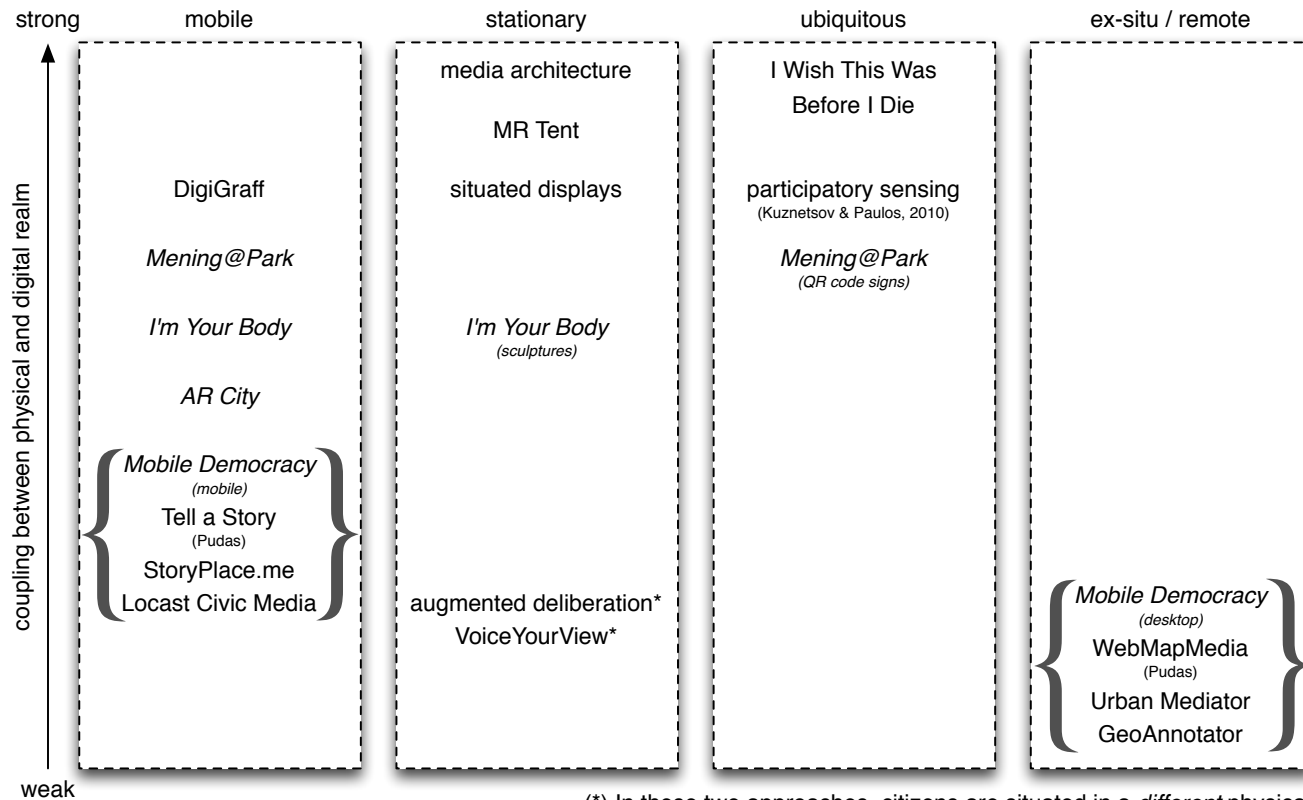 strong
mobile
stationary
ubiquitous
ex-situ / remote
coupling between physical and digital realm
weak
DigiGraff
Mening@Park
I'm Your Body
AR City
Mobile Democracy
(mobile)
Tell a Story
(Pudas)
StoryPlace.me
Locast Civic Media
media architecture
MR Tent
situated displays
I'm Your Body
(sculptures)
augmented deliberation*
VoiceYourView*
I Wish This Was
Before I Die
participatory sensing
(Kuznetsov & Paulos, 2010)
Mening@Park
(QR code signs)
Mobile Democracy
(desktop)
WebMapMedia
(Pudas)
Urban Mediator
GeoAnnotator
(*) In these two approaches, citizens are situated in a different physical